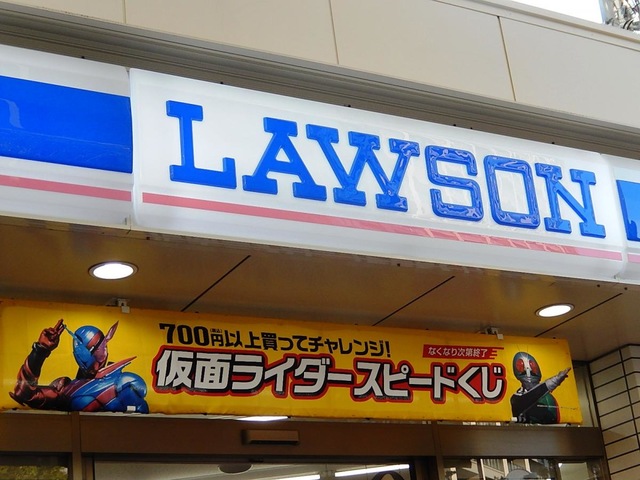 LAWSON
700円(税込)以上買ってチャレンジ!
なくなり次第終了
仮面ライダースピードくじ